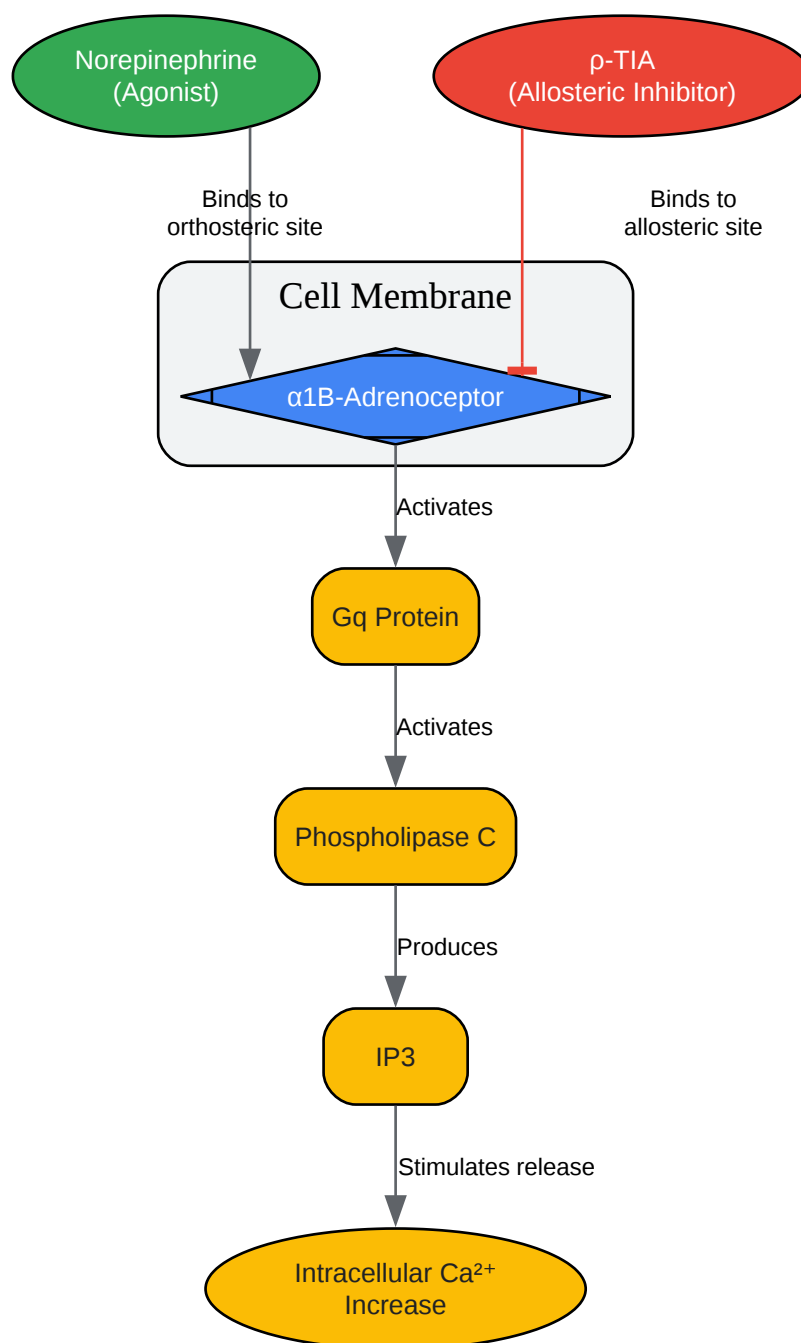 Norepinephrine
(Agonist)
ρ-TIA
(Allosteric Inhibitor)
Binds to
orthosteric site
Binds to
allosteric site
Cell Membrane
α1B-Adrenoceptor
Activates
Gq Protein
Activates
Phospholipase C
Produces
IP3
Stimulates release
Intracellular Ca²⁺
Increase